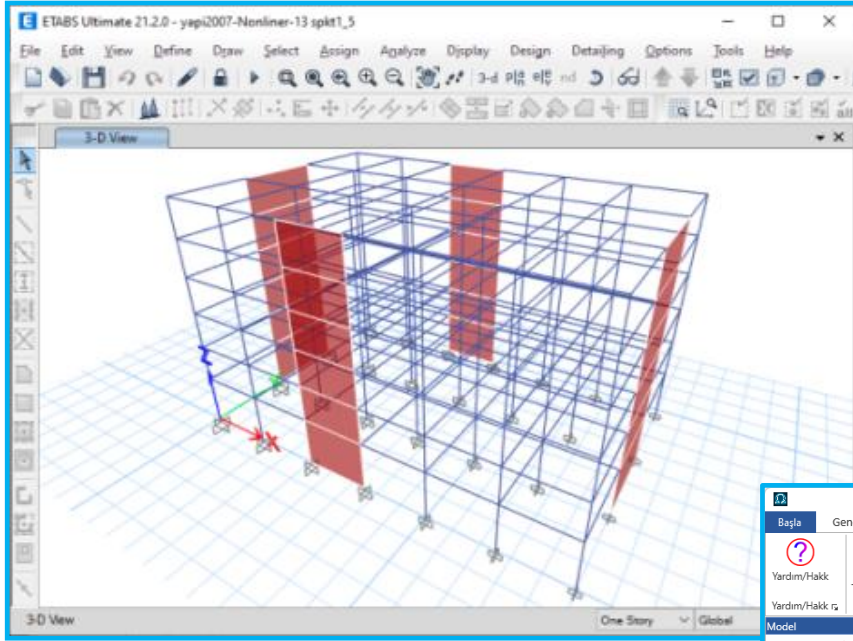 ETABS Ultimate 21.2.0 - yapi2007-Nonliner-13 spkt1_5
File Edit View Define Draw Select Assign Analyze Display Design Detailing Options Tools Help
3-d
nd
3-D View
Z
X
Başla Gen
Yardım/Hakk
Yardım/Hakk
Model
3-D View One Story Global